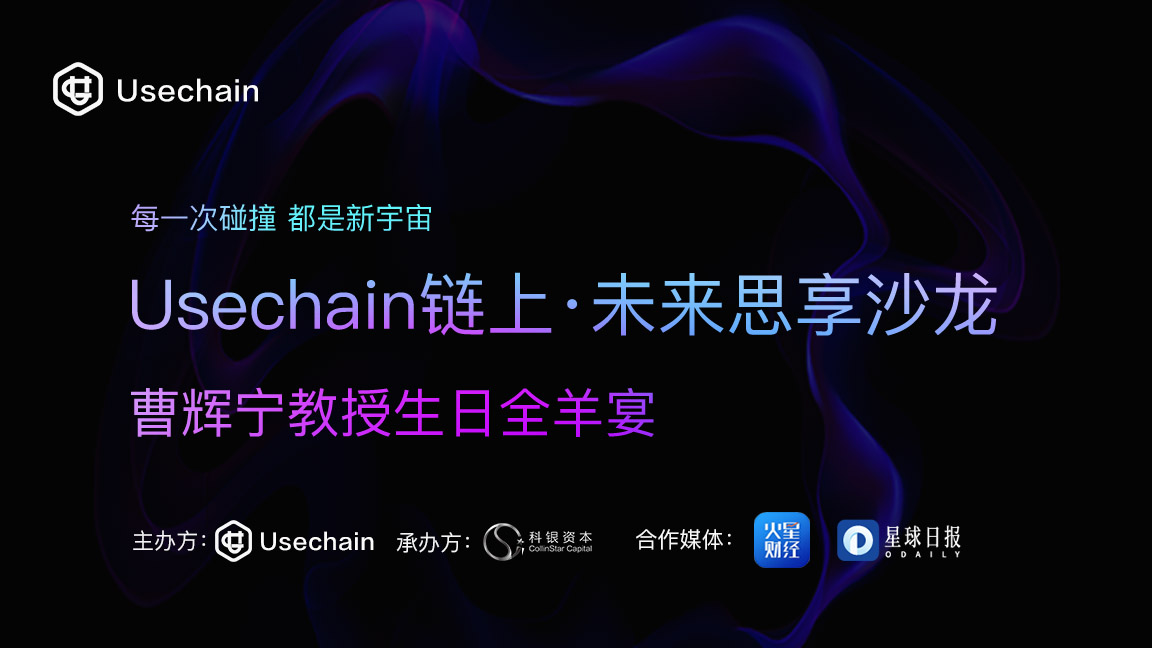 Usechain
每一次碰撞 都是新宇宙
Usechain链上·未来思享沙龙
曹辉宁教授生日全羊宴
主办方： Usechain 承办方： 科银资本 CollinStar Capital 合作媒体： 火星财经 星球日报 ODAILY